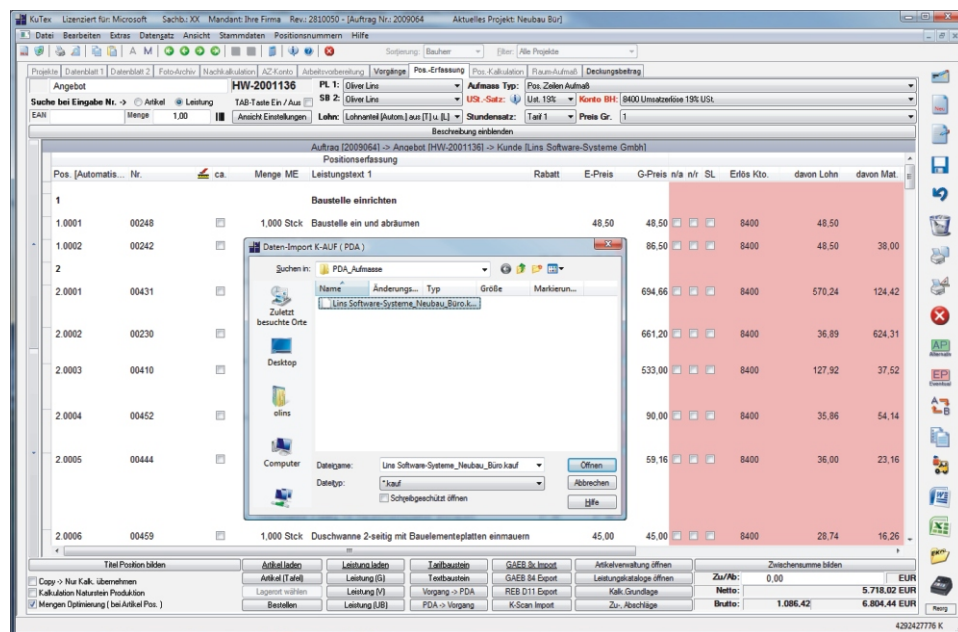 KuTex Lizenziert für: Microsoft Sachb.: XX Mandant: Ihre Firma Rev.: 2810050 - [Auftrag Nr.: 2009064 Aktuelles Projekt: Neubau Bür]
Datei Bearbeiten Extras Datengatz Ansicht Stammdaten Positionsnummern Hilfe
A M Sortierung: Bauherr Filter: Alle Projekte
Projekte Datenblatt 1 Datenblatt 2 Foto-Archiv Nachkalkulation AZ-Konto Arbeitsvorbereitung Vorgänge Pos.-Erfassung Pos.-Kalkulation Raum-Aufmaß Deckungsbeitrag
Angebot HW-2001136 PL 1: Oliver Lins Aufmass Typ: Pos. Zeilen Aufmaß
Suche bei Eingabe Nr. -> Artikel Leistung TAB-Taste Ein / Aus SB 2: Oliver Lins USt.-Satz: Ust. 19% Konto BH: 8400 Umsatzerlöse 19% USt.
EAN Menge 1,00 Ansicht Einstellungen Lohn: Lohnanteil [Autom.] aus [T] u. [L] Stundensatz: Tarif 1 Preis Gr. 1
Beschreibung einblenden
Auftrag [2009064] -> Angebot [HW-2001136] -> Kunde [Lins Software-Systeme GmbH]
Positionserfassung
Pos. [Automatis... Nr. ca. Menge ME Leistungstext 1 Rabatt E-Preis G-Preis n/a n/r SL Erlös Kto. davon Lohn davon Mat.
1 Baustelle einrichten
1.0001 00248 1,000 Stck Baustelle ein und abräumen 48,50 48,50 8400 48,50
1.0002 00242 86,50 8400 48,50 38,00
2
2.0001 00431 694,66 8400 570,24 124,42
2.0002 00230 661,20 8400 36,89 624,31
2.0003 00410 533,00 8400 127,92 37,52
2.0004 00452 90,00 8400 35,86 54,14
2.0005 00444 59,16 8400 36,00 23,16
2.0006 00459 1,000 Stck Duschwanne 2-seitig mit Bauelementeplatten einmauern 45,00 45,00 8400 28,74 16,26
Daten-Import K-AUF ( PDA )
Suchen in: PDA_Aufmasse
Name Änderungs... Typ Größe Markierun...
Lins Software-Systeme_Neubau_Büro.k...
Zuletzt besuchte Orte
Desktop
olins
Computer
Dateiname: Lins Software-Systeme_Neubau_Büro.kauf Öffnen
Dateityp: *.kauf Abbrechen
Schreibgeschützt öffnen Hilfe
AP
Alternativ
EP
Eventual
Titel Position bilden Artikel laden Leistung laden Tarifbaustein GAEB 8x Import Artikelverwaltung öffnen Zwischensumme bilden
Copy -> Nur Kalk. übernehmen Artikel (Tafel) Leistung (G) Textbaustein GAEB 84 Export Leistungskataloge öffnen Zu/Ab: 0,00 EUR
Kalkulation Naturstein Produktion Lagerort wählen Leistung (V) Vorgang -> PDA REB D11 Export Kalk.Grundlage Netto: 5.718,02 EUR
Mengen Optimierung ( bei Artikel Pos. ) Bestellen Leistung (UB) PDA -> Vorgang K-Scan Import Zu-, Abschläge Brutto: 1.086,42 6.804,44 EUR
Reorg
4292427776 K